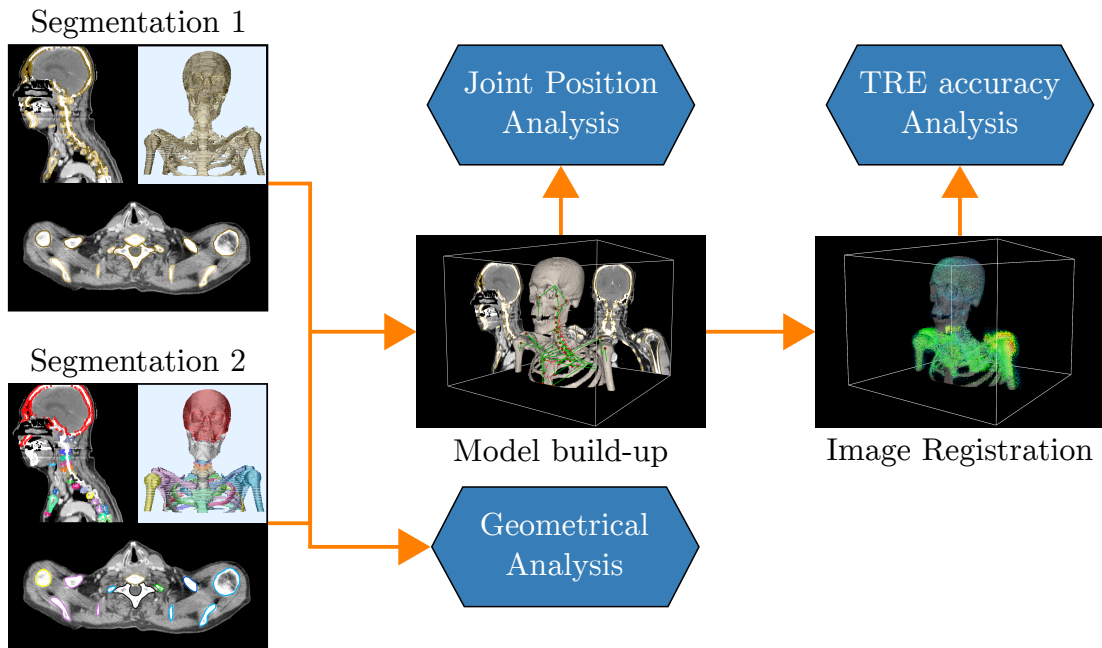 Segmentation 1
Joint Position
Analysis
TRE accuracy
Analysis
Segmentation 2
Model build-up
Image Registration
Geometrical
Analysis